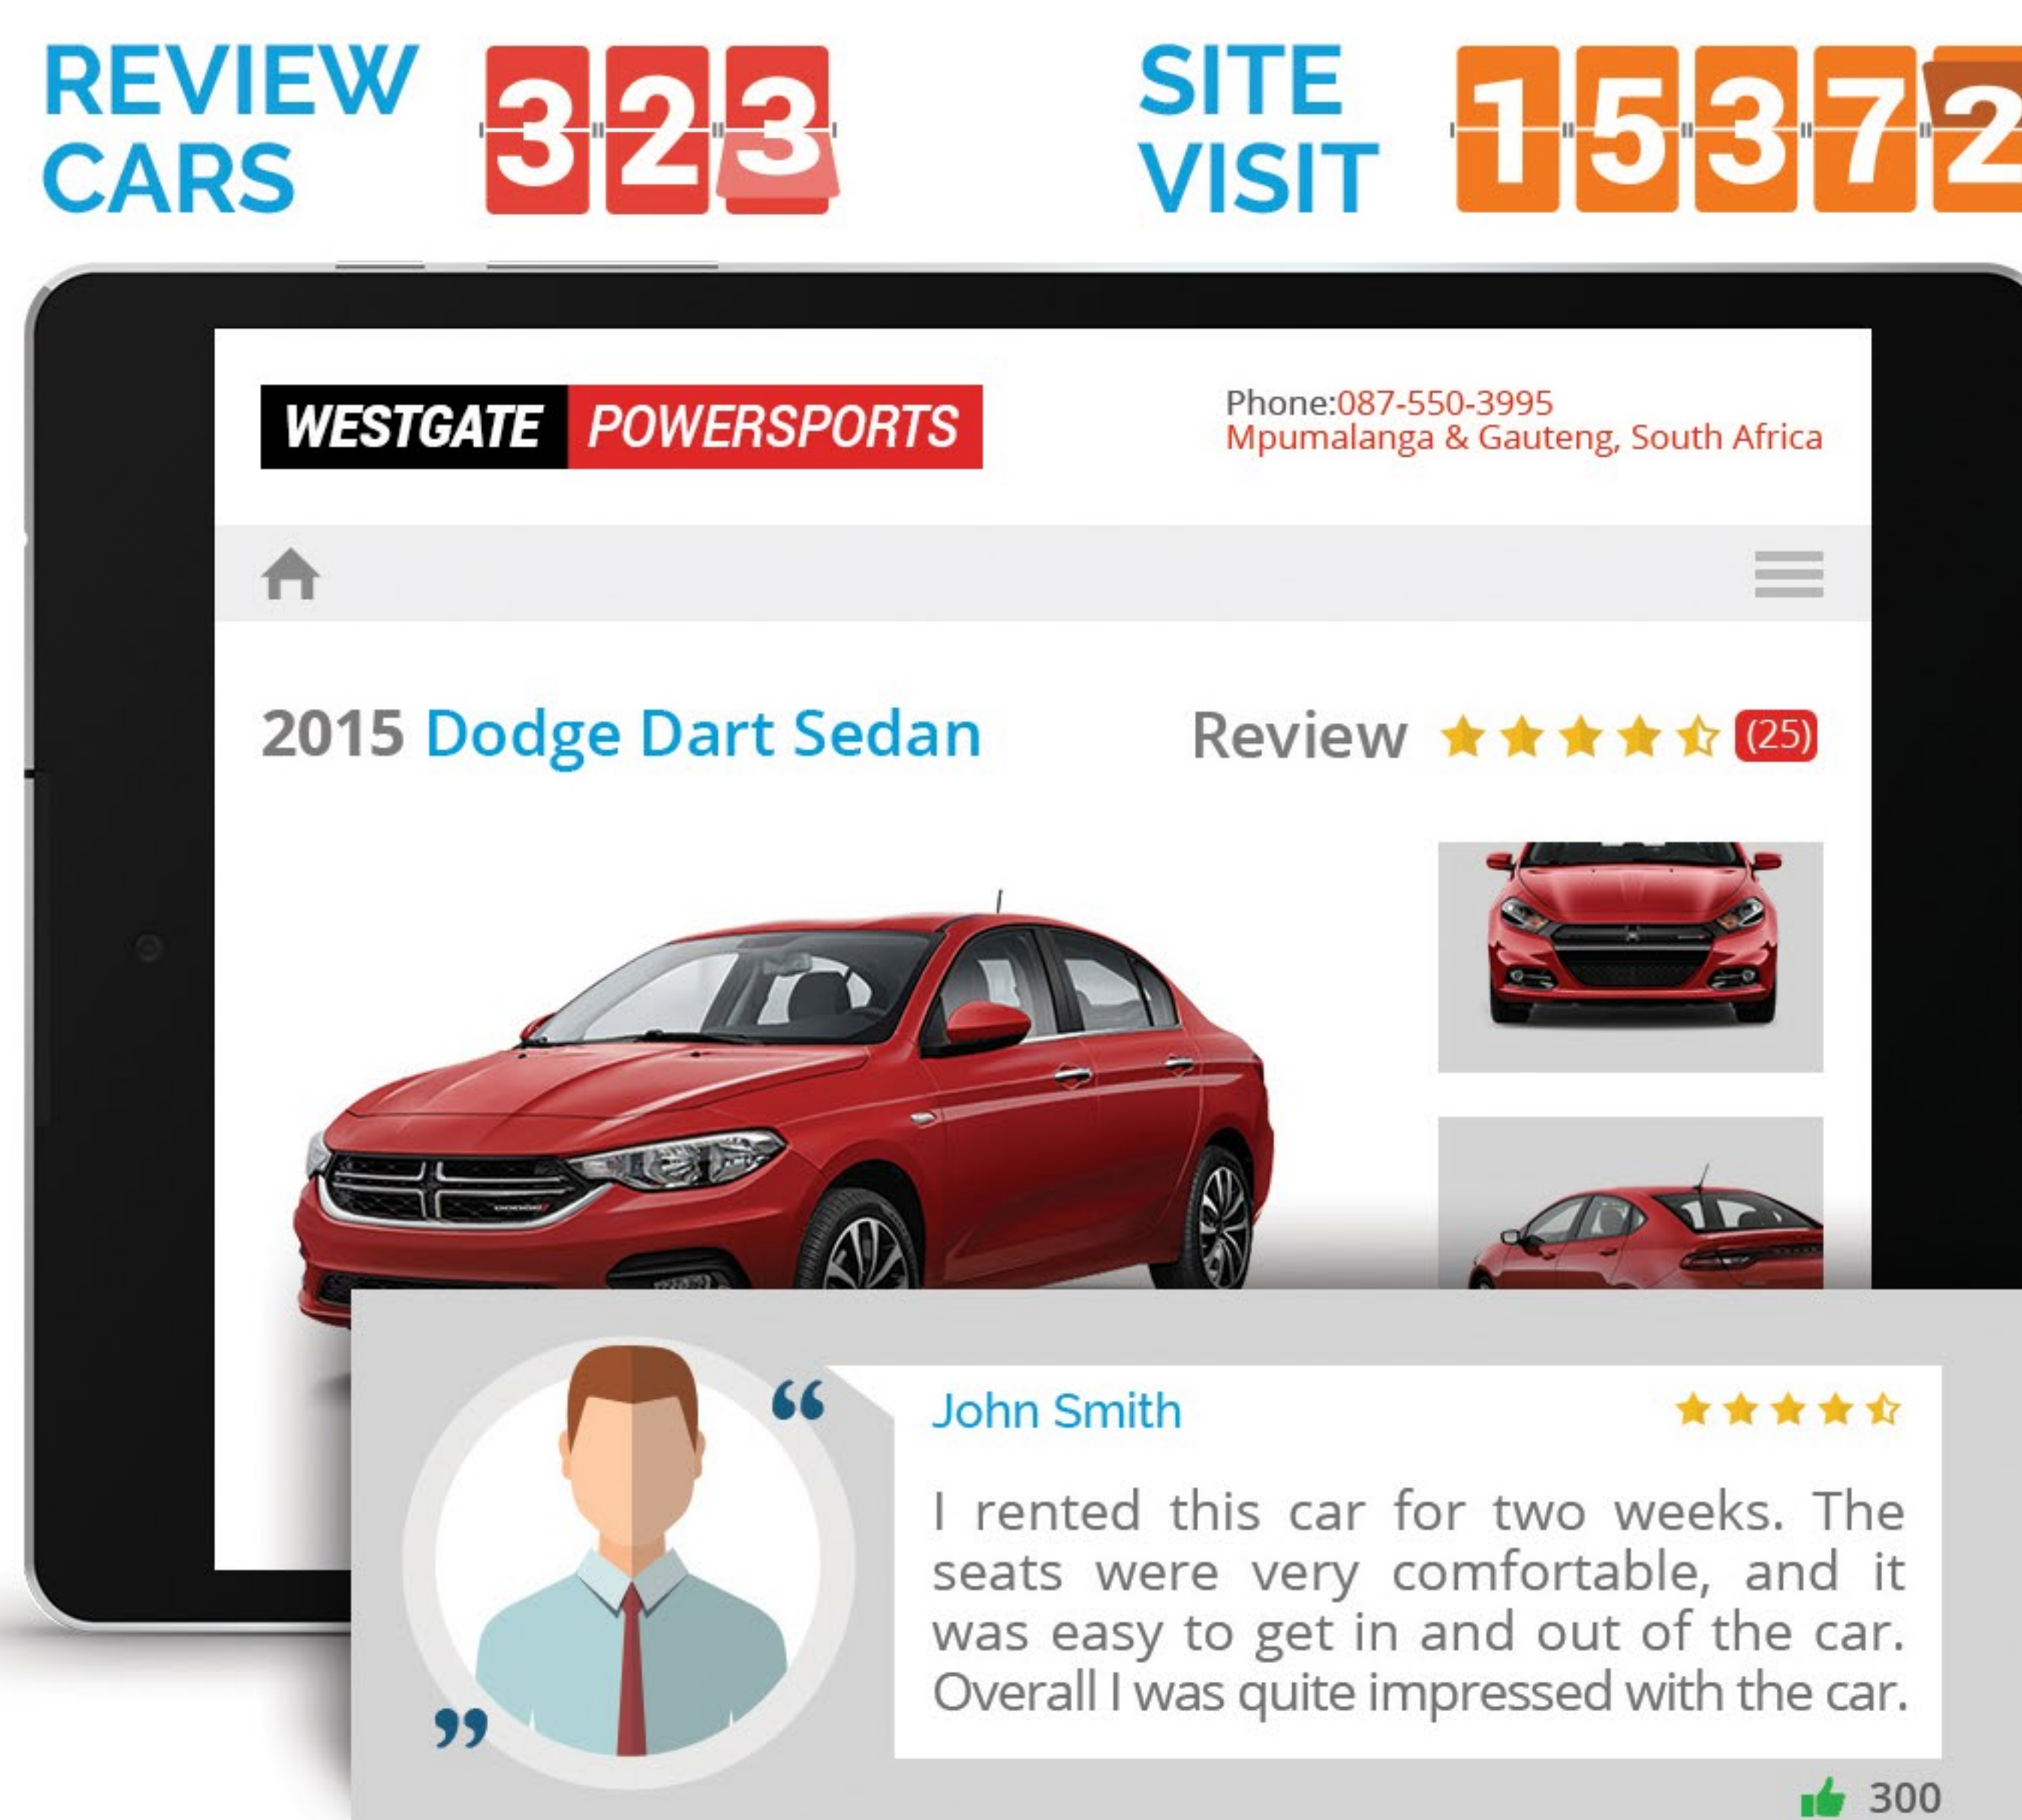 REVIEW
CARS
323
SITE
VISIT
15372
WESTGATE POWERSPORTS
Phone:087-550-3995
Mpumalanga & Gauteng, South Africa
2015 Dodge Dart Sedan
Review (25)
DODGE
“
John Smith
I rented this car for two weeks. The
seats were very comfortable, and it
was easy to get in and out of the car.
Overall I was quite impressed with the car.
”
300